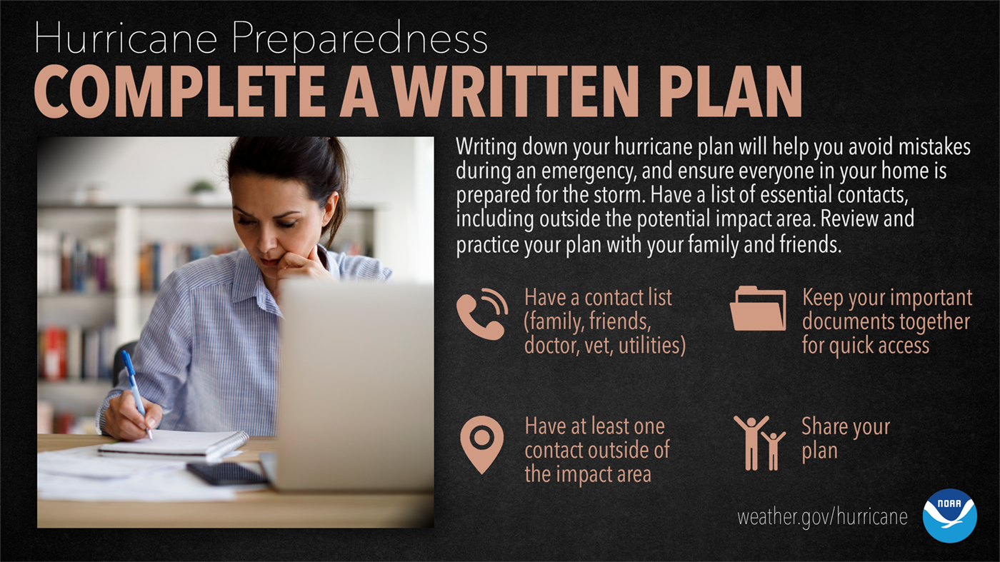 Hurricane Preparedness
COMPLETE A WRITTEN PLAN
Writing down your hurricane plan will help you avoid mistakes
during an emergency, and ensure everyone in your home is
prepared for the storm. Have a list of essential contacts,
including outside the potential impact area. Review and
practice your plan with your family and friends.
Have a contact list
(family, friends,
doctor, vet, utilities)
Keep your important
documents together
for quick access
Have at least one
contact outside of
the impact area
Share your
plan
weather.gov/hurricane
NOAA